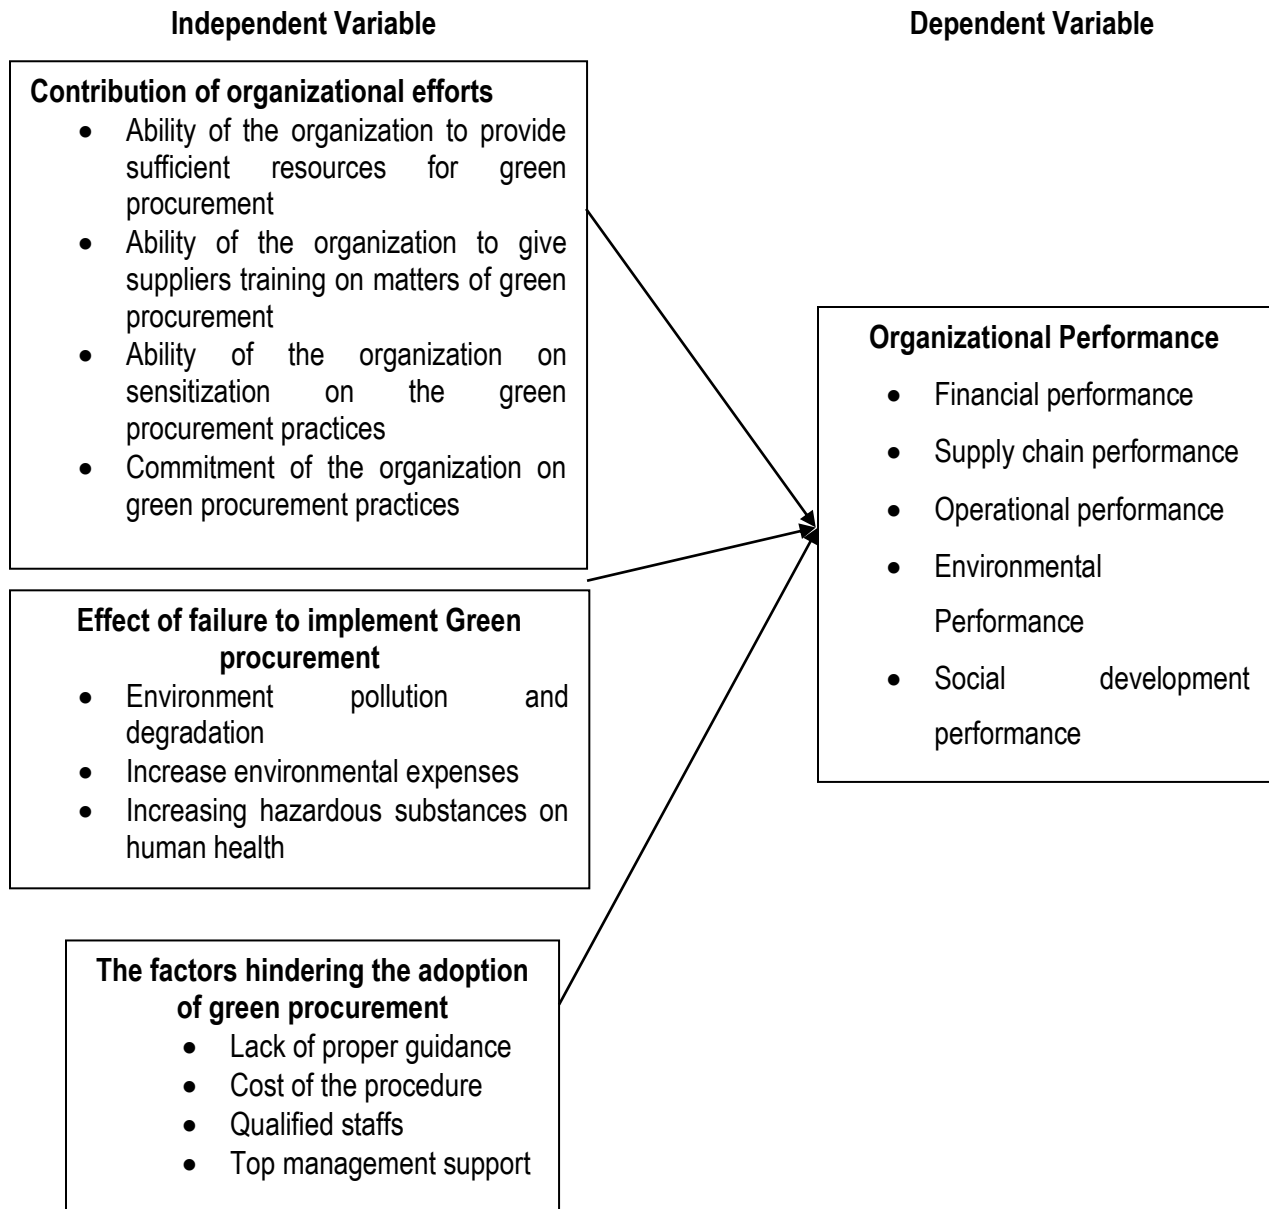 Independent Variable
Dependent Variable
Contribution of organizational efforts
• Ability of the organization to provide
sufficient resources for green
procurement
• Ability of the organization to give
suppliers training on matters of green
procurement
• Ability of the organization on
sensitization on the green
procurement practices
• Commitment of the organization on
green procurement practices
Effect of failure to implement Green
procurement
• Environment pollution and
degradation
• Increase environmental expenses
• Increasing hazardous substances on
human health
The factors hindering the adoption
of green procurement
• Lack of proper guidance
• Cost of the procedure
• Qualified staffs
• Top management support
Organizational Performance
• Financial performance
• Supply chain performance
• Operational performance
• Environmental
Performance
• Social development
performance